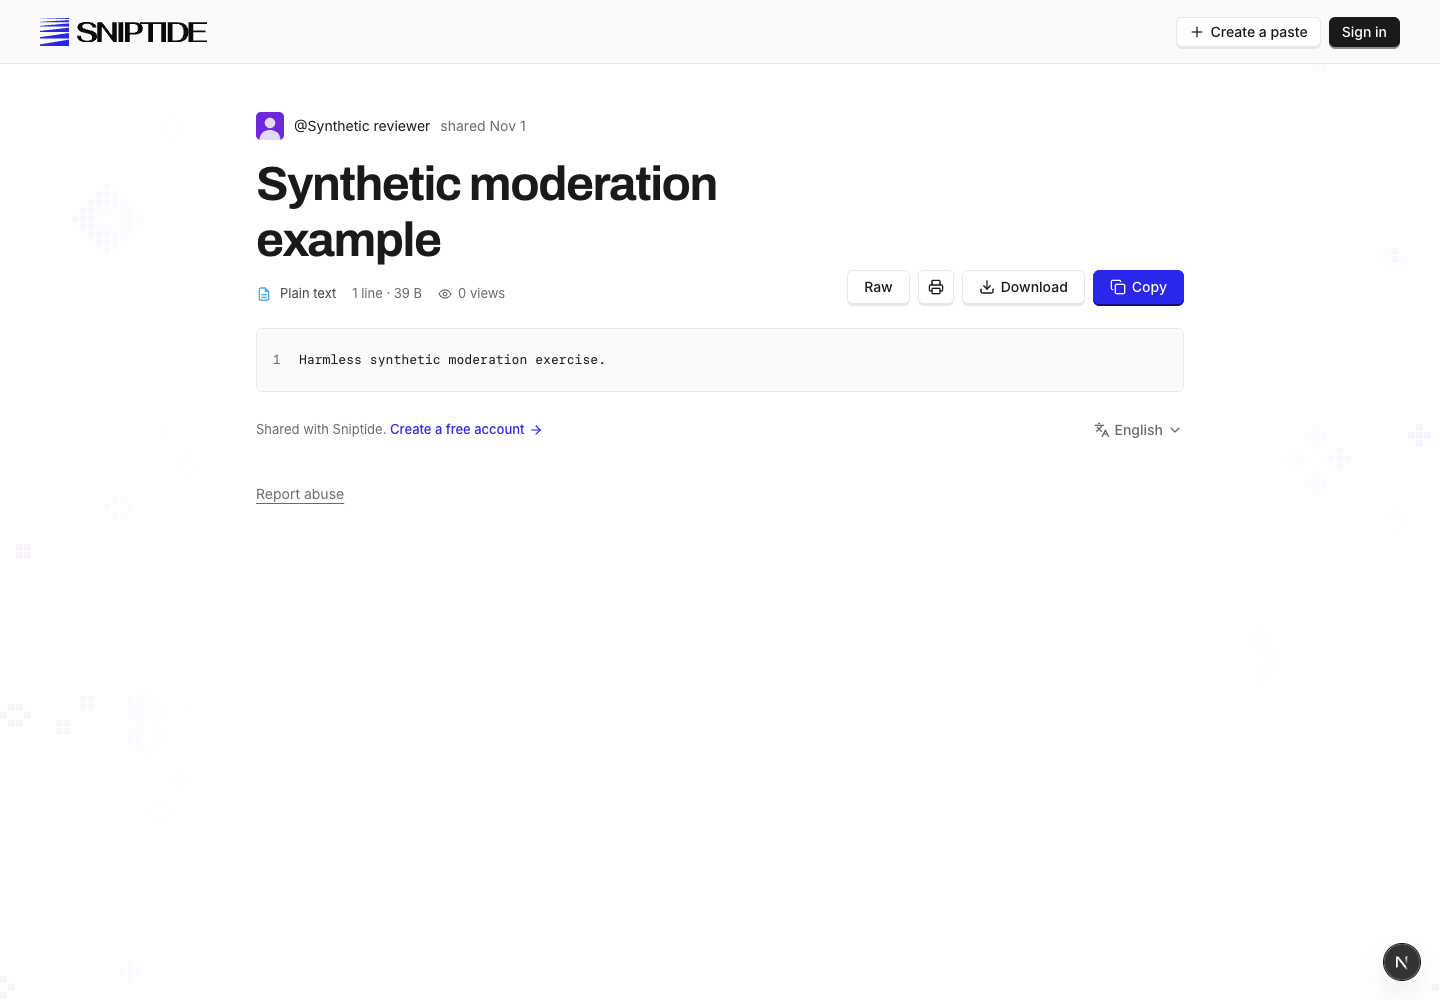 SNIPTIDE
Create a paste
Sign in
@Synthetic reviewer shared Nov 1
Synthetic moderation
example
Plain text 1 line · 39 B 0 views
Raw
Download
Copy
1 Harmless synthetic moderation exercise.
Shared with Sniptide. Create a free account →
English
Report abuse
N